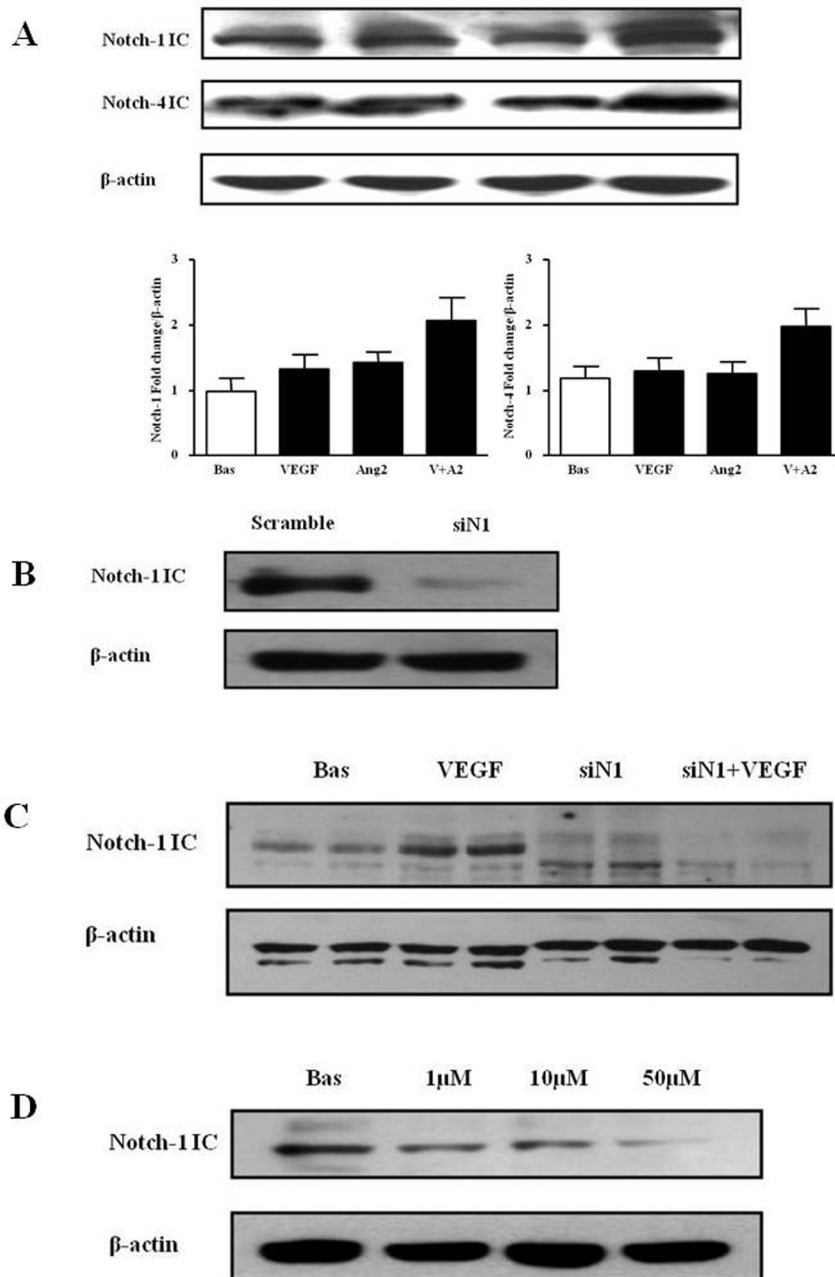 A
Notch-1IC
Notch-4IC
β-actin
Notch-1 Fold change/β-actin
3
2
1
0
Bas VEGF Ang2 V+A2
Notch-4 Fold change/β-actin
3
2
1
0
Bas VEGF Ang2 V+A2
Scramble siN1
B
Notch-1IC
β-actin
Bas VEGF siN1 siN1+VEGF
C
Notch-1IC
β-actin
Bas 1μM 10μM 50μM
D
Notch-1IC
β-actin